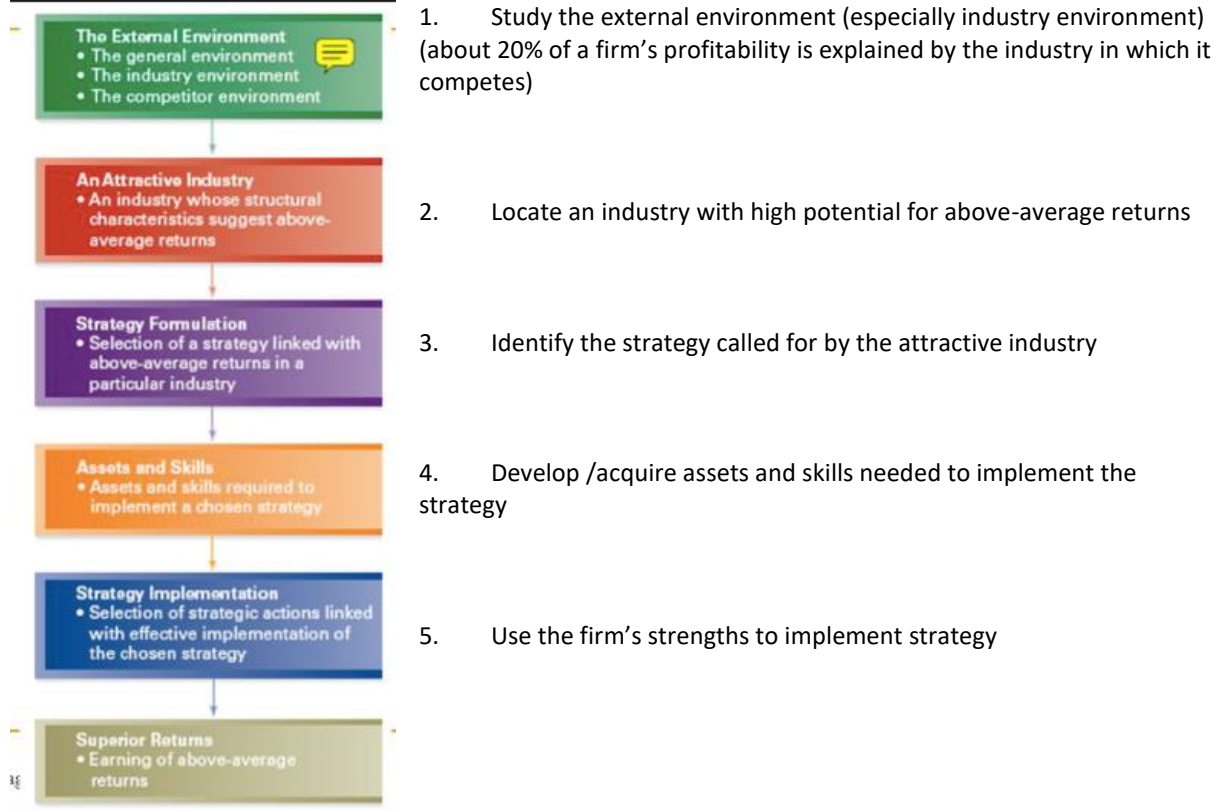 The External Environment
• The general environment
• The industry environment
• The competitor environment
1. Study the external environment (especially industry environment)
(about 20% of a firm's profitability is explained by the industry in which it
competes)
An Attractive Industry
• An industry whose structural
characteristics suggest above-
average returns
2. Locate an industry with high potential for above-average returns
Strategy Formulation
• Selection of a strategy linked with
above-average returns in a
particular industry
3. Identify the strategy called for by the attractive industry
Assets and Skills
• Assets and skills required to
implement a chosen strategy
4. Develop /acquire assets and skills needed to implement the
strategy
Strategy Implementation
• Selection of strategic actions linked
with effective implementation of
the chosen strategy
5. Use the firm's strengths to implement strategy
Superior Returns
• Earning of above-average
returns